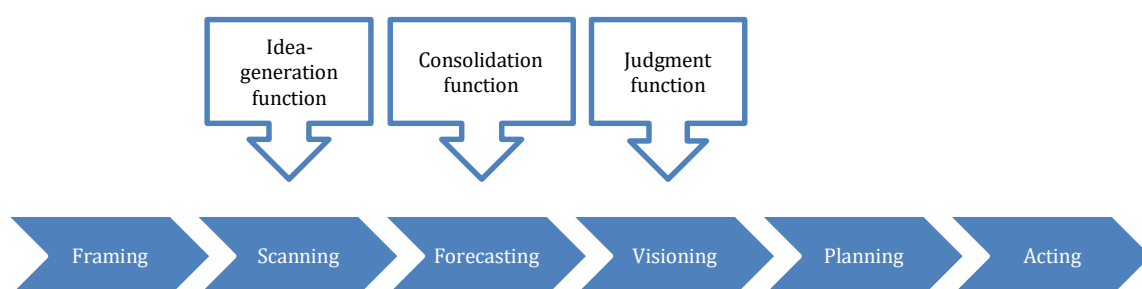 Idea-
generation
function
Consolidation
function
Judgment
function
Framing
Scanning
Forecasting
Visioning
Planning
Acting